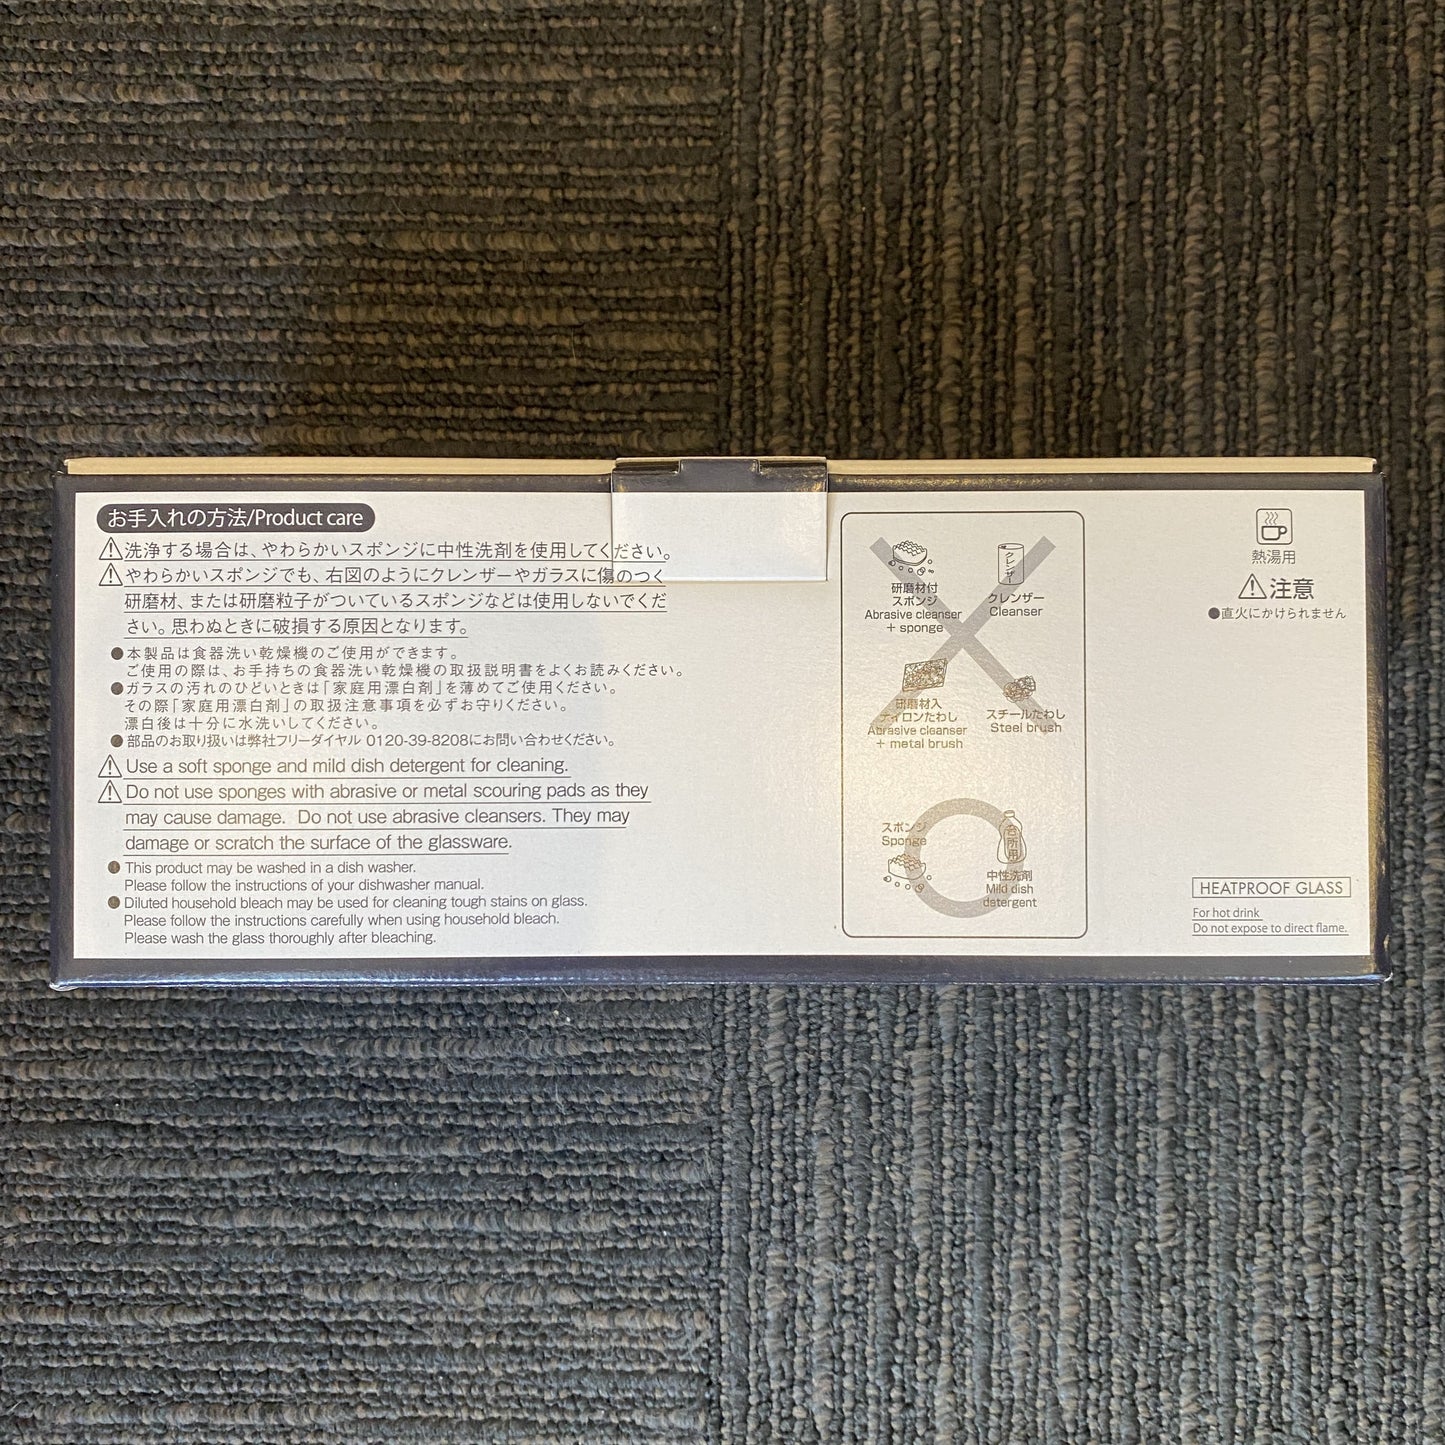 お手入れの方法/Product care
洗浄する場合は、やわらかいスポンジに中性洗剤を使用してください。
やわらかいスポンジでも、右図のようにクレンザーやガラスに傷のつく
研磨材、または研磨粒子がついているスポンジなどは使用しないでくだ
さい。思わぬときに破損する原因となります。
●本製品は食器洗い乾燥機のご使用ができます。
ご使用の際は、お手持ちの食器洗い乾燥機の取扱説明書をよくお読みください。
●ガラスの汚れのひどいときは「家庭用漂白剤」を薄めてご使用ください。
その際「家庭用漂白剤」の取扱注意事項を必ずお守りください。
漂白後は十分に水洗いしてください。
●部品のお取り扱いは弊社フリーダイヤル 0120-39-8208にお問い合わせください。
Use a soft sponge and mild dish detergent for cleaning.
Do not use sponges with abrasive or metal scouring pads as they
may cause damage. Do not use abrasive cleansers. They may
damage or scratch the surface of the glassware.
● This product may be washed in a dish washer.
Please follow the instructions of your dishwasher manual.
● Diluted household bleach may be used for cleaning tough stains on glass.
Please follow the instructions carefully when using household bleach.
Please wash the glass thoroughly after bleaching.
研磨材付
スポンジ
Abrasive cleanser
+ sponge
クレンザー
クレンザー
Cleanser
研磨材入
ナイロンたわし
Abrasive cleanser
+ metal brush
スチールたわし
Steel brush
スポンジ
Sponge
台所用
中性洗剤
Mild dish
detergent
熱湯用
注意
●直火にかけられません
HEATPROOF GLASS
For hot drink
Do not expose to direct flame.